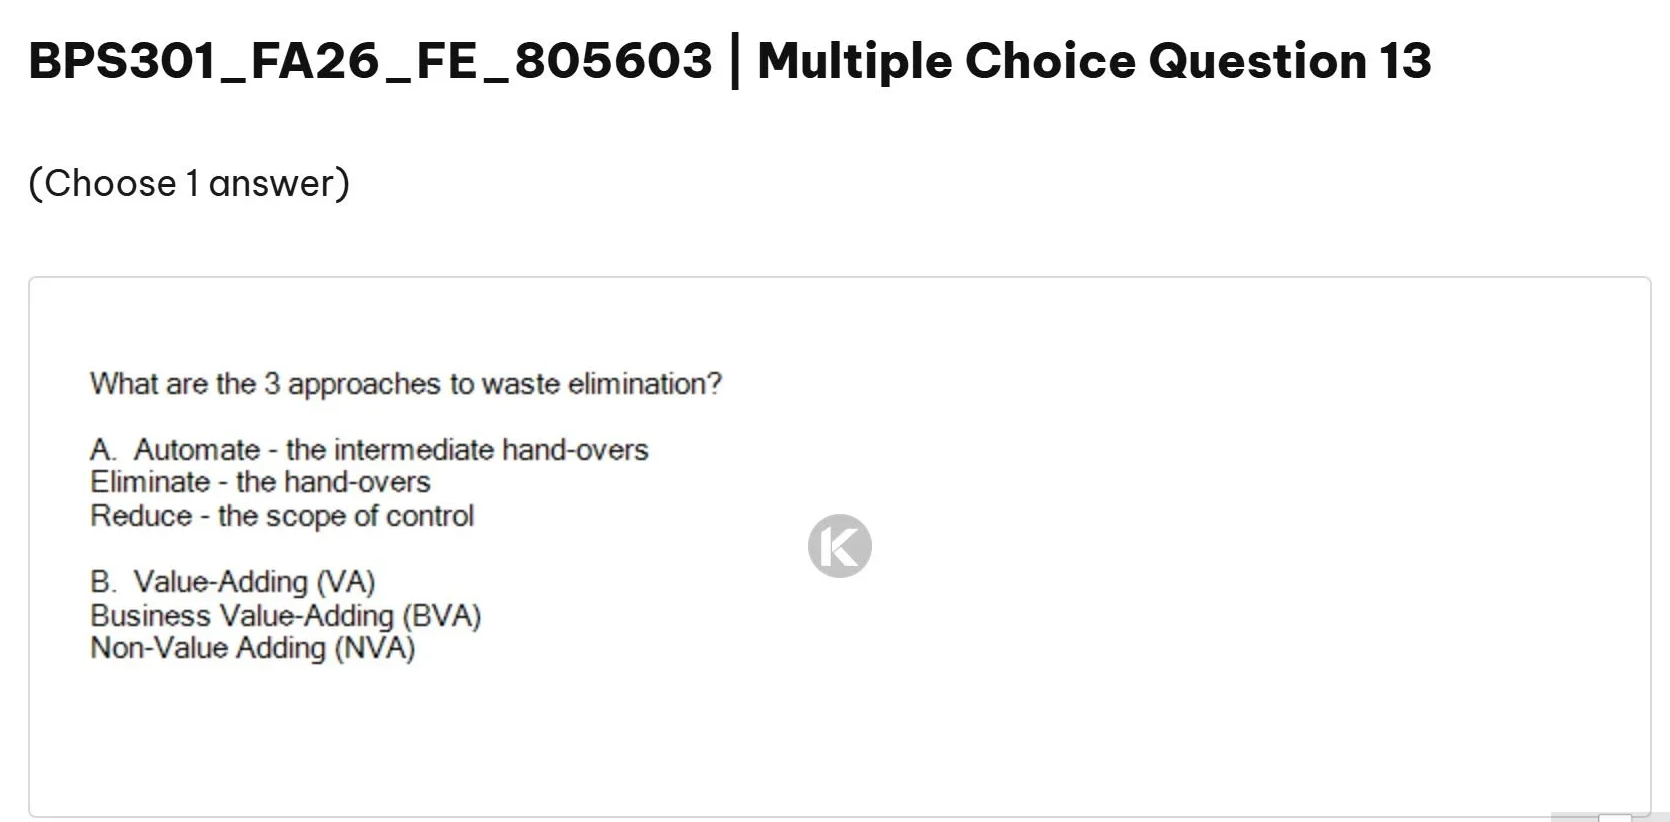 BPS301_FA26_FE_805603 | Multiple Choice Question 13
(Choose 1 answer)
What are the 3 approaches to waste elimination?
A. Automate - the intermediate hand-overs
Eliminate - the hand-overs
Reduce - the scope of control
B. Value-Adding (VA)
Business Value-Adding (BVA)
Non-Value Adding (NVA)
K